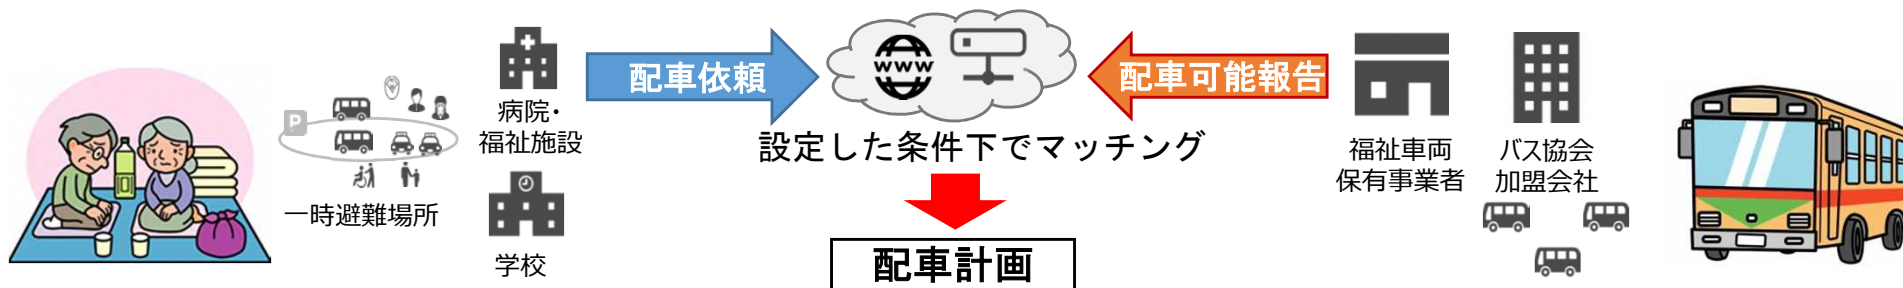 P
一時避難場所
病院・
福祉施設
学校
配車依頼
www
設定した条件下でマッチング
配車計画
配車可能報告
福祉車両
保有事業者
バス協会
加盟会社